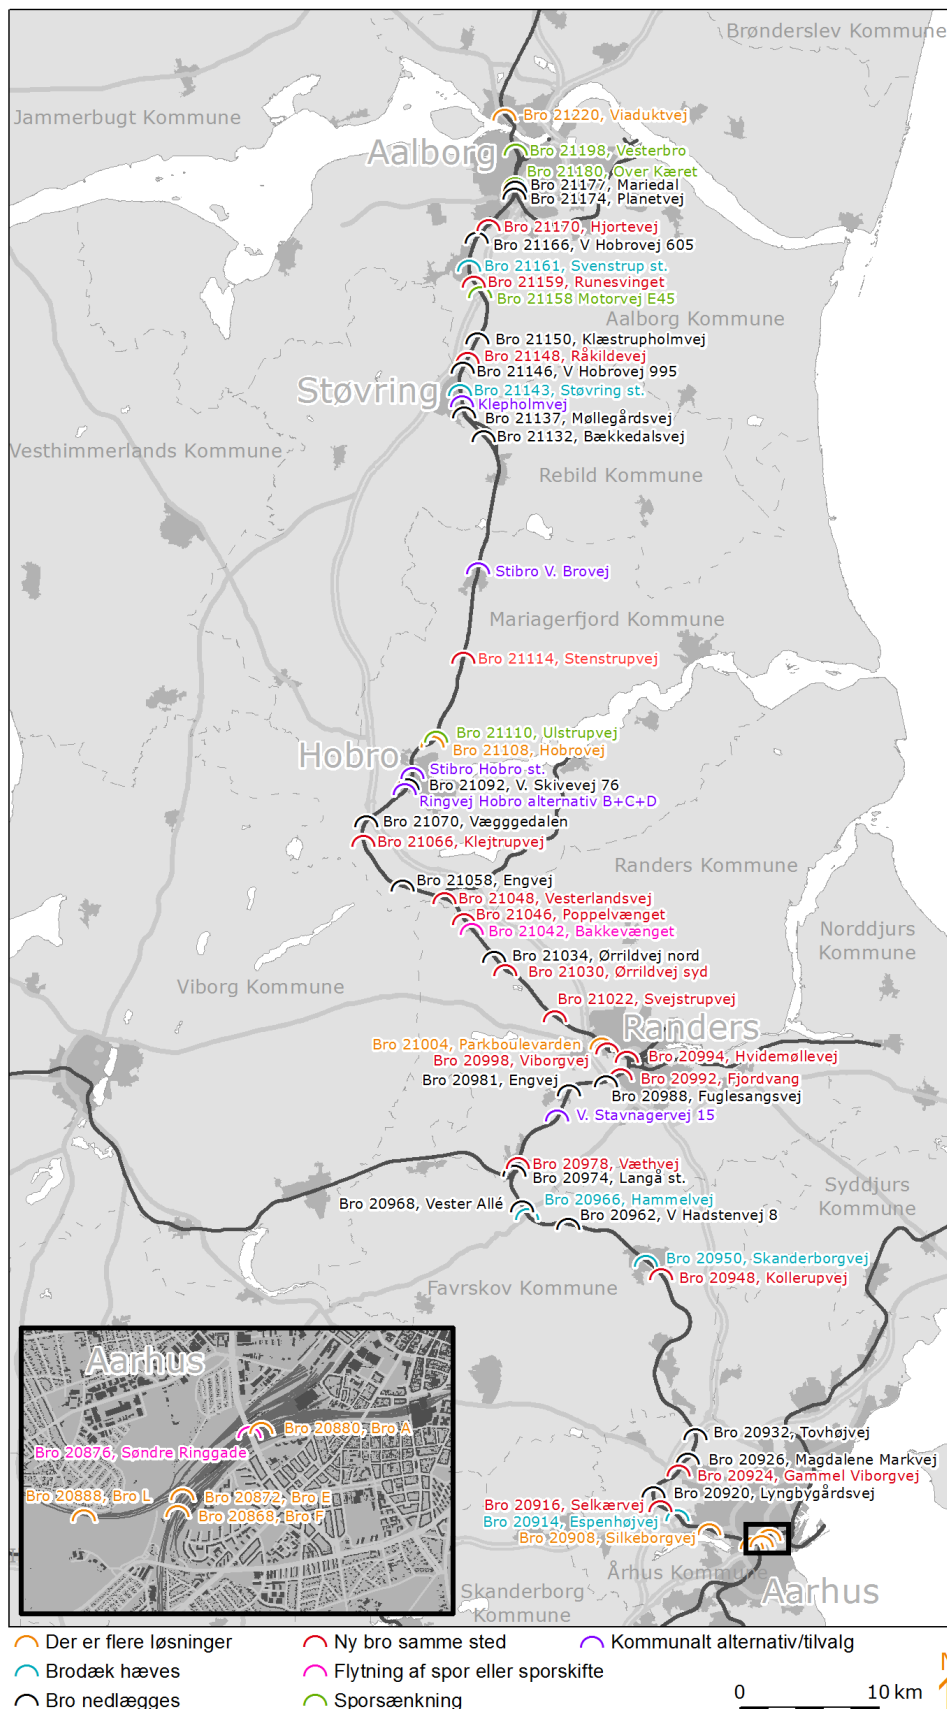 Brønderslev Kommune
Jammerbugt Kommune
Bro 21220, Viaduktvej
Aalborg
Bro 21198, Vesterbro
Bro 21180, Over Kæret
Bro 21177, Mariedal
Bro 21174, Planetvej
Bro 21170, Hjortevej
Bro 21166, V Hobrovej 605
Bro 21161, Svenstrup st.
Bro 21159, Runesvinget
Bro 21158 Motorvej E45
Aalborg Kommune
Bro 21150, Klæstrupholmvej
Bro 21148, Råkildevej
Bro 21146, V Hobrovej 995
Støvring
Bro 21143, Støvring st.
Klepholmvej
Bro 21137, Møllegårdsvej
Bro 21132, Bækkedalsvej
Vesthimmerlands Kommune
Rebild Kommune
Stibro V. Brovej
Mariagerfjord Kommune
Bro 21114, Stenstrupvej
Bro 21110, Ulstrupvej
Bro 21108, Hobrovej
Hobro
Stibro Hobro st.
Bro 21092, V. Skivevej 76
Ringvej Hobro alternativ B+C+D
Bro 21070, Vægggedalen
Bro 21066, Klejtrupvej
Randers Kommune
Bro 21058, Engvej
Bro 21048, Vesterlandsvej
Bro 21046, Poppelvænget
Bro 21042, Bakkevænget
Norddjurs
Kommune
Bro 21034, Ørrildvej nord
Bro 21030, Ørrildvej syd
Viborg Kommune
Bro 21022, Svejstrupvej
Randers
Bro 21004, Parkboulevarden
Bro 20998, Viborgvej
Bro 20994, Hvidemøllevej
Bro 20981, Engvej
Bro 20992, Fjordvang
Bro 20988, Fuglesangsvej
V. Stavnagervej 15
Bro 20978, Væthvej
Bro 20974, Langå st.
Syddjurs
Kommune
Bro 20968, Vester Allé
Bro 20966, Hammelvej
Bro 20962, V Hadstenvej 8
Bro 20950, Skanderborgvej
Bro 20948, Kollerupvej
Favrskov Kommune
Aarhus
Bro 20880, Bro A
Bro 20876, Søndre Ringgade
Bro 20888, Bro L
Bro 20872, Bro E
Bro 20868, Bro F
Bro 20932, Tovhøjvej
Bro 20926, Magdalene Markvej
Bro 20924, Gammel Viborgvej
Bro 20920, Lyngbygårdsvej
Bro 20916, Selkærvej
Bro 20914, Espenhøjvej
Bro 20908, Silkeborgvej
Århus Kommune
Skanderborg
Kommune
Aarhus
Der er flere løsninger
Ny bro samme sted
Kommunalt alternativ/tilvalg
Brodæk hæves
Flytning af spor eller sporskifte
Bro nedlægges
Sporsænkning
0 10 km